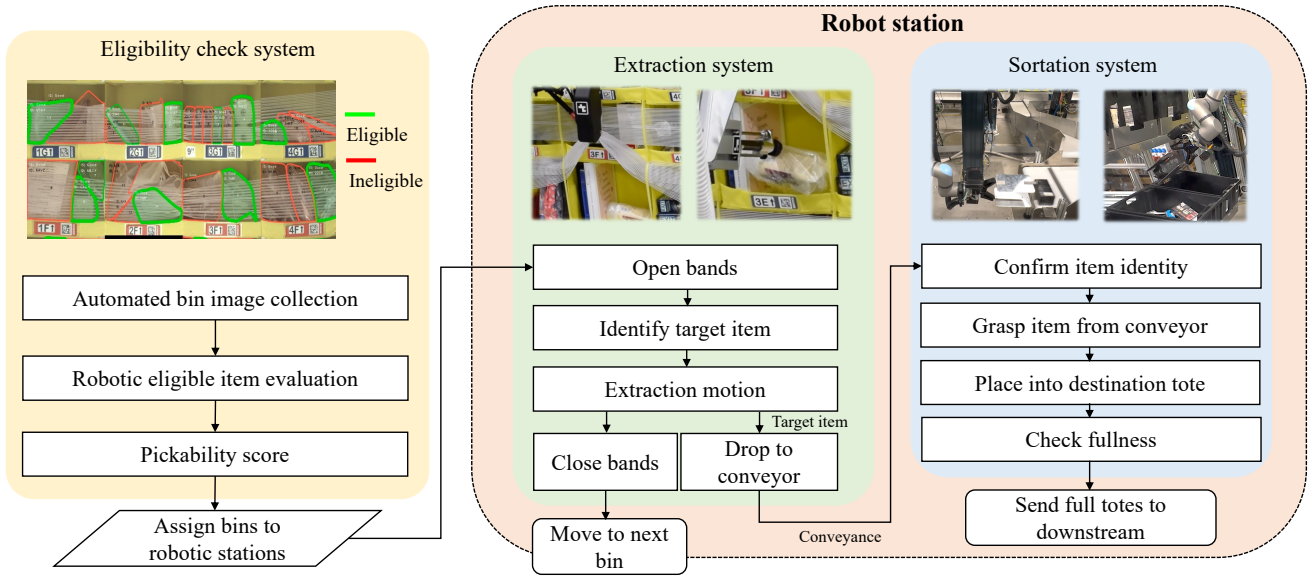 Robot station
Eligibility check system
Eligible
Ineligible
1G1
2G1
9"
3G1
4G1
1F1
2F1
3F1
4F1
Automated bin image collection
Robotic eligible item evaluation
Pickability score
Assign bins to
robotic stations
Extraction system
3F1
3E1
Open bands
Identify target item
Extraction motion
Target item
Close bands
Drop to
conveyor
Move to next
bin
Conveyance
Sortation system
Confirm item identity
Grasp item from conveyor
Place into destination tote
Check fullness
Send full totes to
downstream